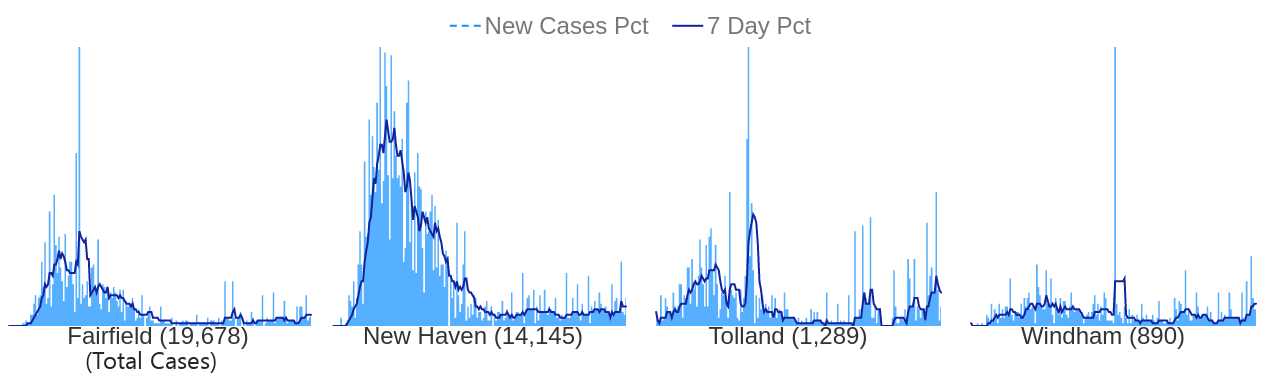 New Cases Pct 7 Day Pct
Fairfield (19,678) New Haven (14,145) Tolland (1,289) Windham (890)
(Total Cases)